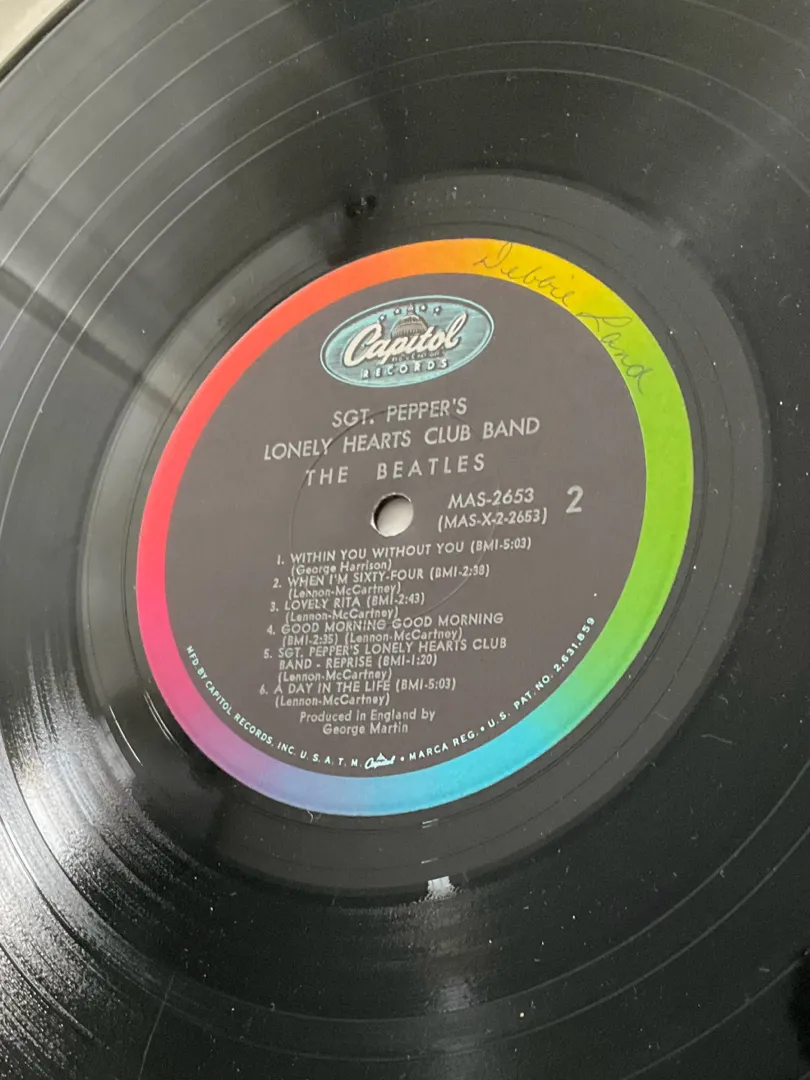 Debbie Land
Capitol
RECORDS
SGT. PEPPER'S
LONELY HEARTS CLUB BAND
THE BEATLES
MAS-2653
(MAS-X-2-2653)
2
1. WITHIN YOU WITHOUT YOU (BMI-5:03)
(George Harrison)
2. WHEN I'M SIXTY-FOUR (BMI-2:38)
(Lennon-McCartney)
3. LOVELY RITA (BMI-2:43)
(Lennon-McCartney)
4. GOOD MORNING GOOD MORNING
(BMI-2:35) (Lennon-McCartney)
5. SGT. PEPPER'S LONELY HEARTS CLUB
BAND - REPRISE (BMI-1:20)
(Lennon-McCartney)
6. A DAY IN THE LIFE (BMI-5:03)
(Lennon-McCartney)
Produced in England by
George Martin
MFD. BY CAPITOL RECORDS, INC. U. S. A. T. M. Capitol • MARCA REG. • U. S. PAT. NO. 2,631,859